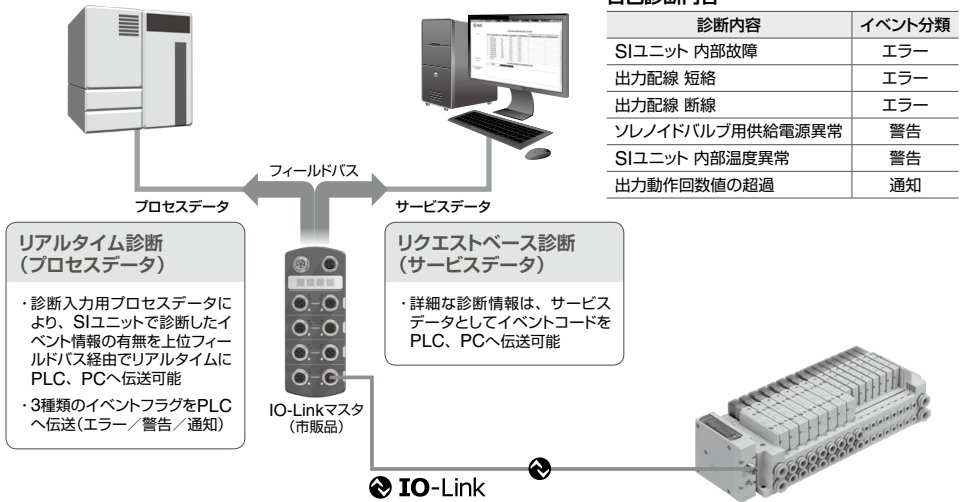 自己診断内容
診断内容 イベント分類
SIユニット 内部故障 エラー
出力配線 短絡 エラー
出力配線 断線 エラー
ソレノイドバルブ用供給電源異常 警告
SIユニット 内部温度異常 警告
出力動作回数値の超過 通知
フィールドバス
プロセスデータ
サービスデータ
リアルタイム診断
（プロセスデータ）
・診断入力用プロセスデータに
より、SIユニットで診断したイ
ベント情報の有無を上位フィー
ルドバス経由でリアルタイムに
PLC、PCへ伝送可能
・3種類のイベントフラグをPLC
へ伝送（エラー／警告／通知）
リクエストベース診断
（サービスデータ）
・詳細な診断情報は、サービス
データとしてイベントコードを
PLC、PCへ伝送可能
IO-Linkマスタ
（市販品）
IO-Link